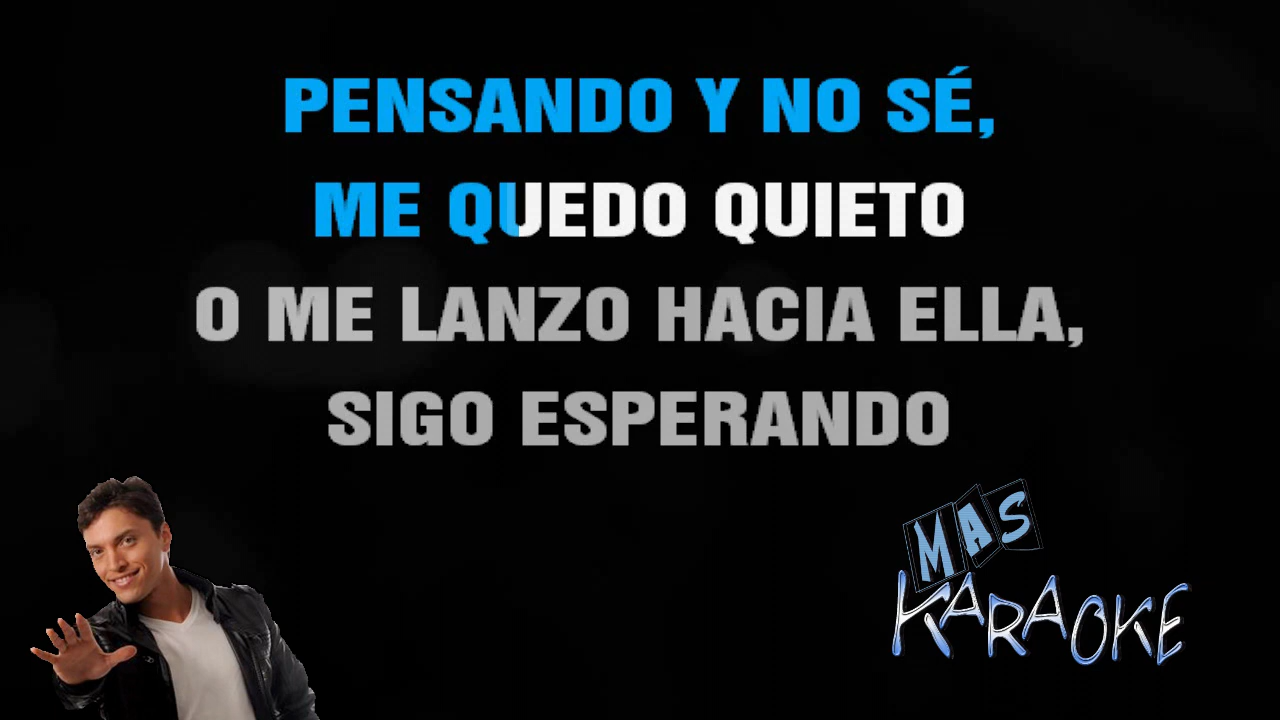 PENSANDO Y NO SÉ,
ME QUEDO QUIETO
O ME LANZO HACIA ELLA,
SIGO ESPERANDO
MAS
KARAOKE